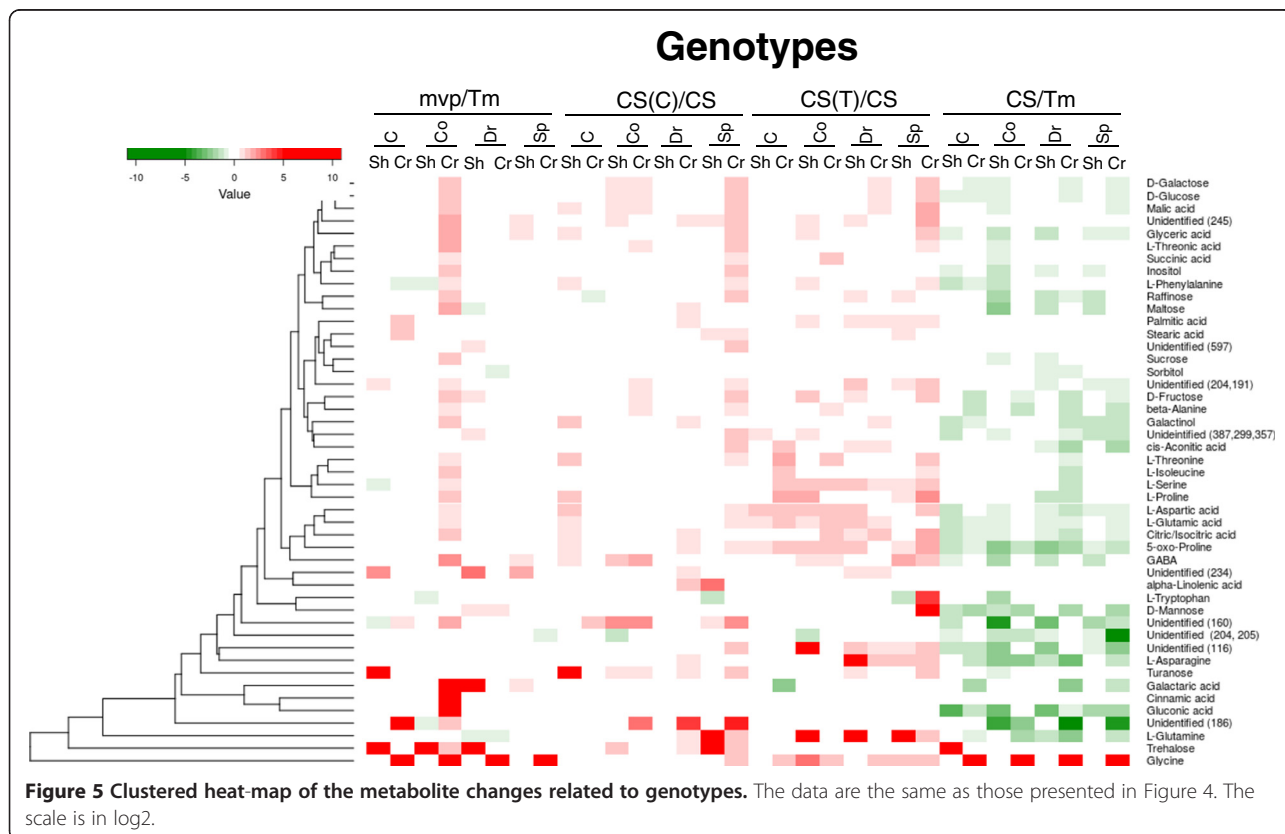 Genotypes
mvp/Tm CS(C)/CS CS(T)/CS CS/Tm
C Co Dr Sp C Co Dr Sp C Co Dr Sp C Co Dr Sp
Sh Cr Sh Cr Sh Cr Sh Cr Sh Cr Sh Cr Sh Cr Sh Cr Sh Cr Sh Cr Sh Cr Sh Cr Sh Cr Sh Cr Sh Cr Sh Cr
-10 -5 0 5 10
Value
D-Galactose
D-Glucose
Malic acid
Unidentified (245)
Glyceric acid
L-Threonic acid
Succinic acid
Inositol
L-Phenylalanine
Raffinose
Maltose
Palmitic acid
Stearic acid
Unidentified (597)
Sucrose
Sorbitol
Unidentified (204,191)
D-Fructose
beta-Alanine
Galactinol
Unideintified (387,299,357)
cis-Aconitic acid
L-Threonine
L-Isoleucine
L-Serine
L-Proline
L-Aspartic acid
L-Glutamic acid
Citric/Isocitric acid
5-oxo-Proline
GABA
Unidentified (234)
alpha-Linolenic acid
L-Tryptophan
D-Mannose
Unidentified (160)
Unidentified (204, 205)
Unidentified (116)
L-Asparagine
Turanose
Galactaric acid
Cinnamic acid
Gluconic acid
Unidentified (186)
L-Glutamine
Trehalose
Glycine
Figure 5 Clustered heat-map of the metabolite changes related to genotypes. The data are the same as those presented in Figure 4. The
scale is in log2.